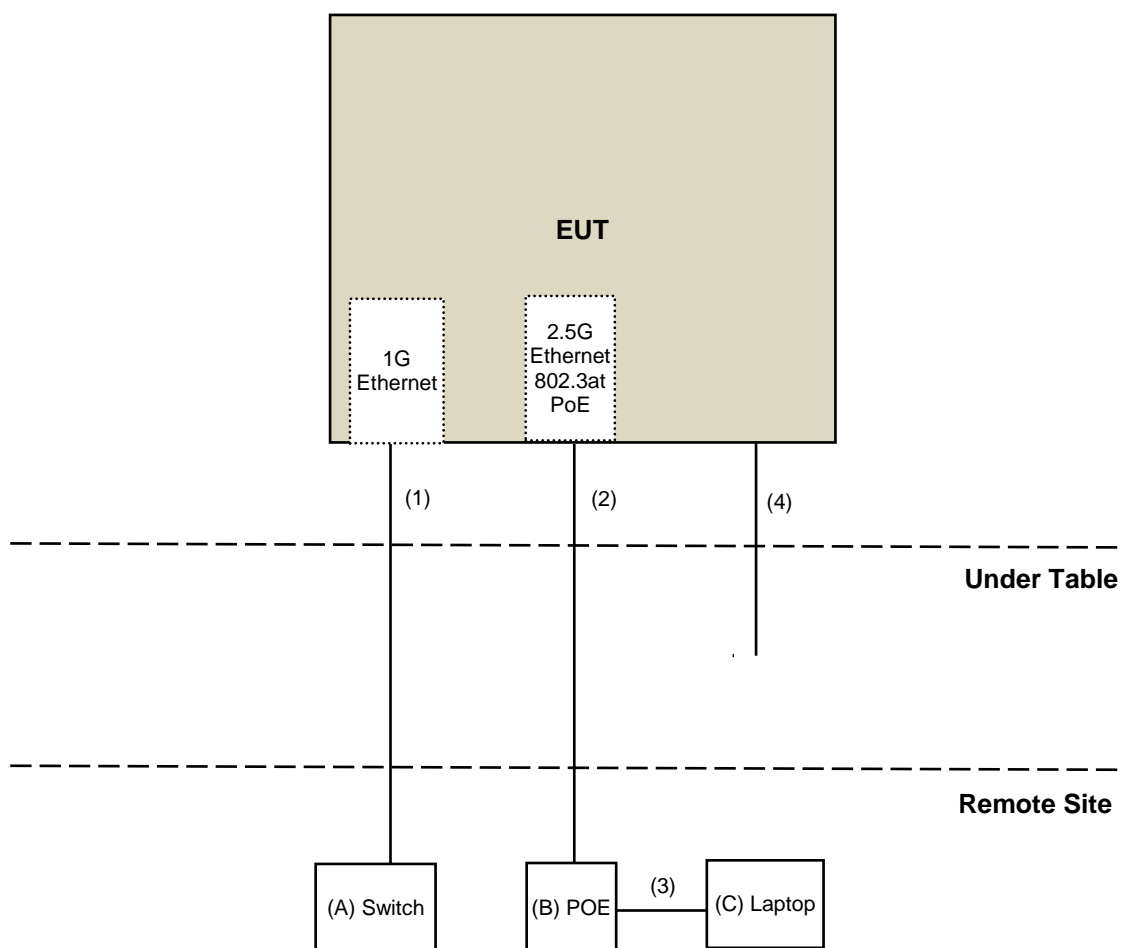 EUT
1G
Ethernet
2.5G
Ethernet
802.3at
PoE
(1)
(2)
(4)
Under Table
Remote Site
(A) Switch
(B) POE
(3)
(C) Laptop